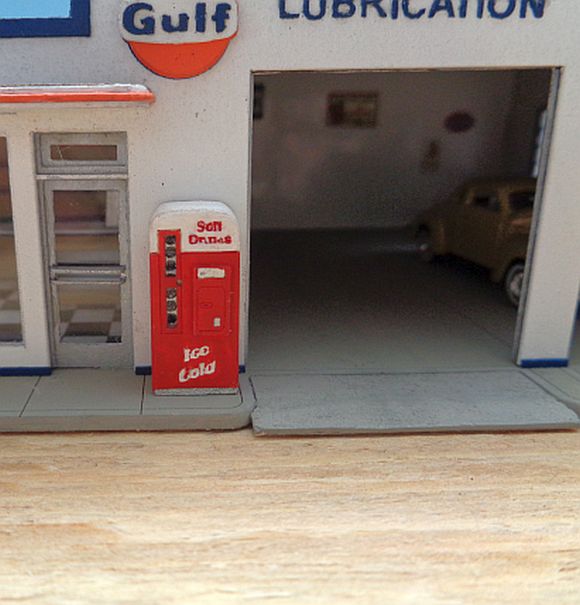 Gulf
LUBRICATION
Soft
Drinks
Ice
Cold